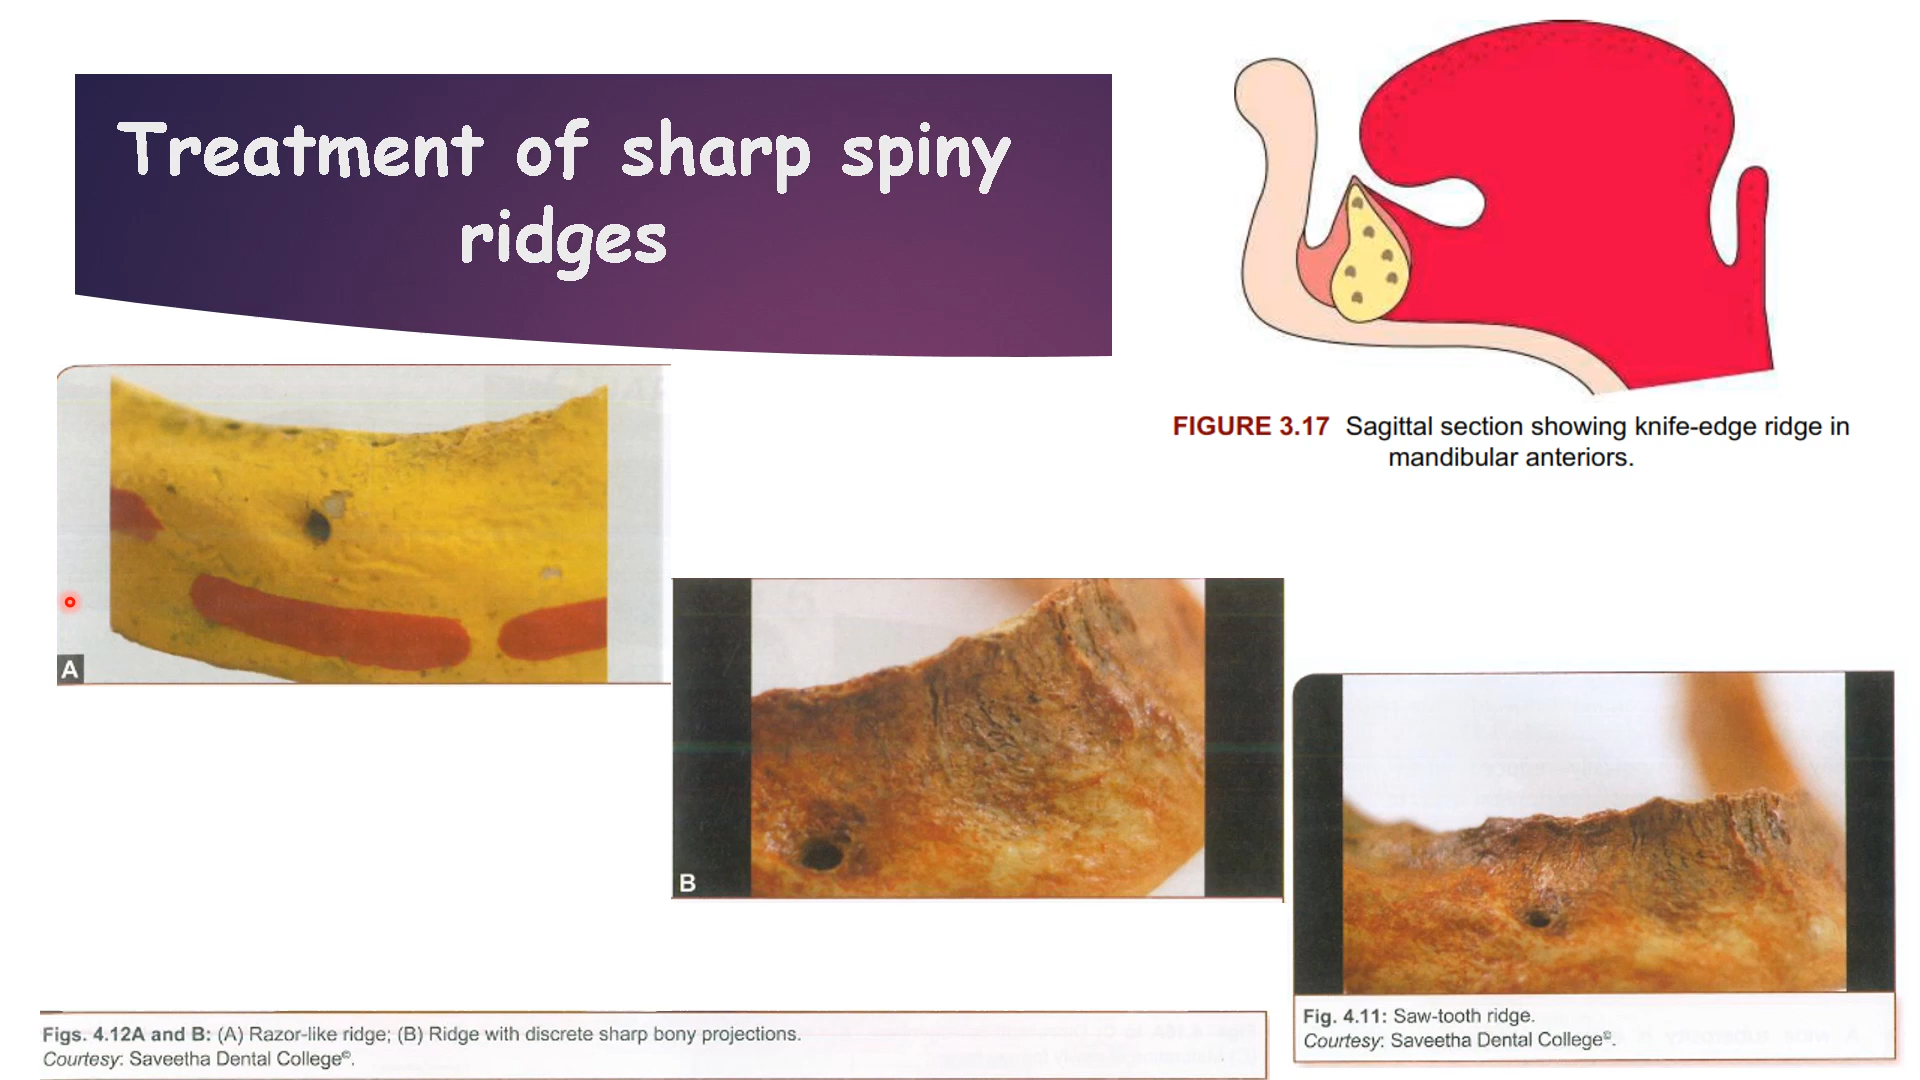 Treatment of sharp spiny
ridges
FIGURE 3.17 Sagittal section showing knife-edge ridge in
mandibular anteriors.
A
B
Fig. 4.11: Saw-tooth ridge.
Courtesy: Saveetha Dental College©.
Figs. 4.12A and B: (A) Razor-like ridge; (B) Ridge with discrete sharp bony projections.
Courtesy: Saveetha Dental College©.